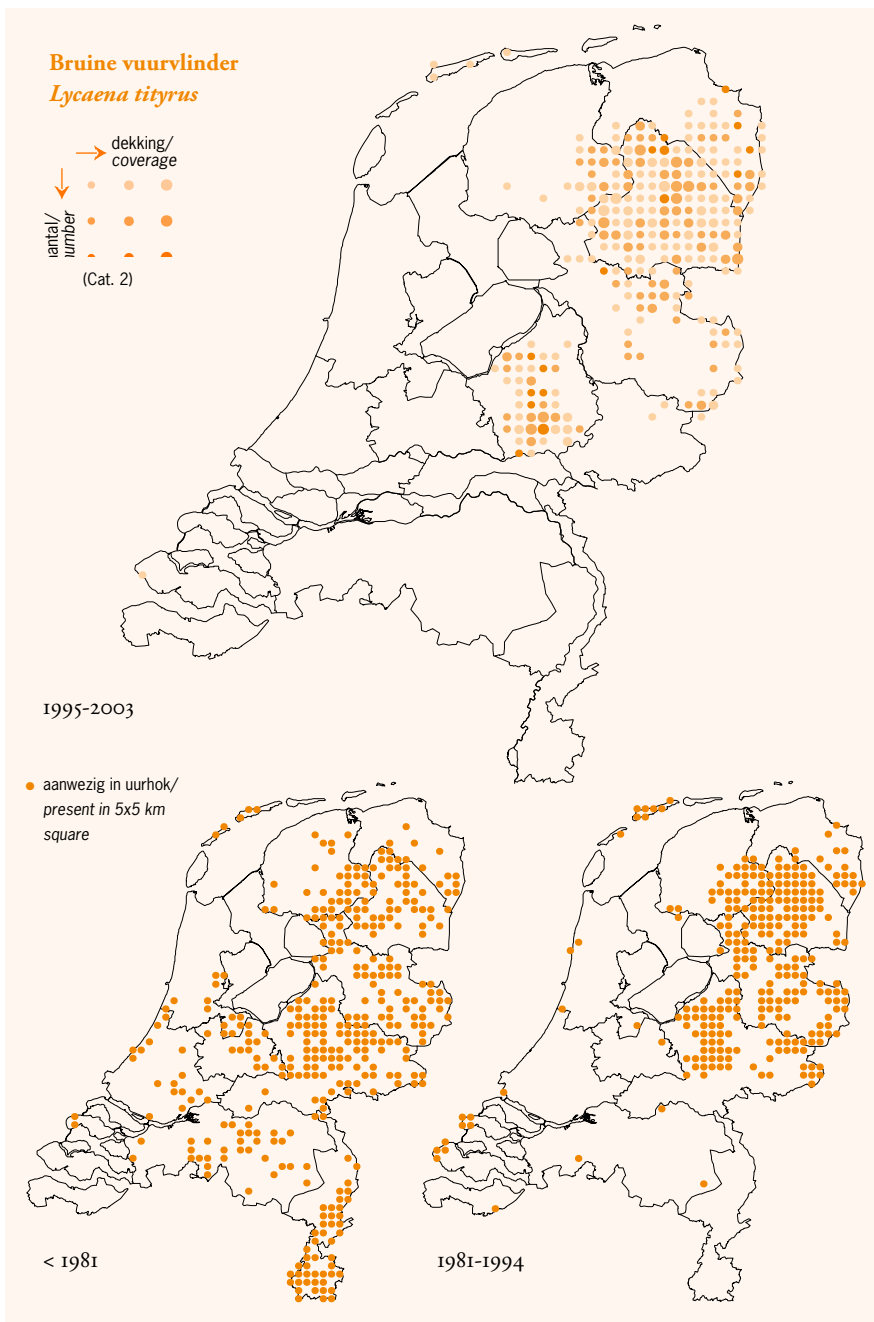 Bruine vuurvlinder
Lycaena tityrus
dekking/
coverage
(Cat. 2)
1995-2003
aanwezig in uurhok/
present in 5x5 km
square
< 1981
1981-1994